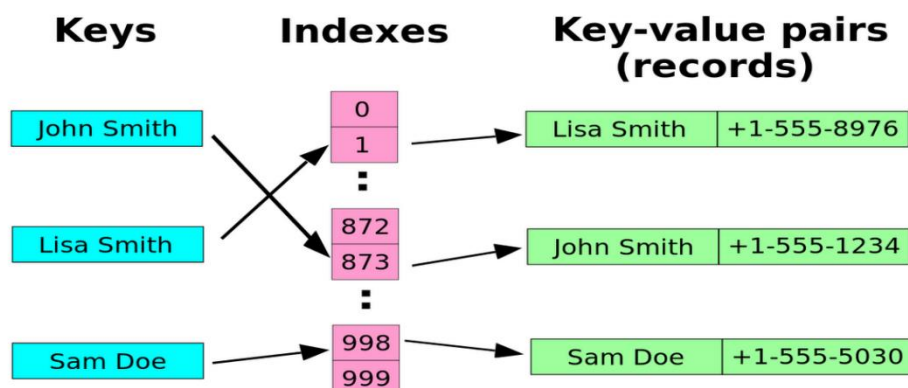 Keys
Indexes
Key-value pairs
(records)
John Smith
Lisa Smith
Sam Doe
0
1
:
872
873
:
998
999
Lisa Smith +1-555-8976
John Smith +1-555-1234
Sam Doe +1-555-5030